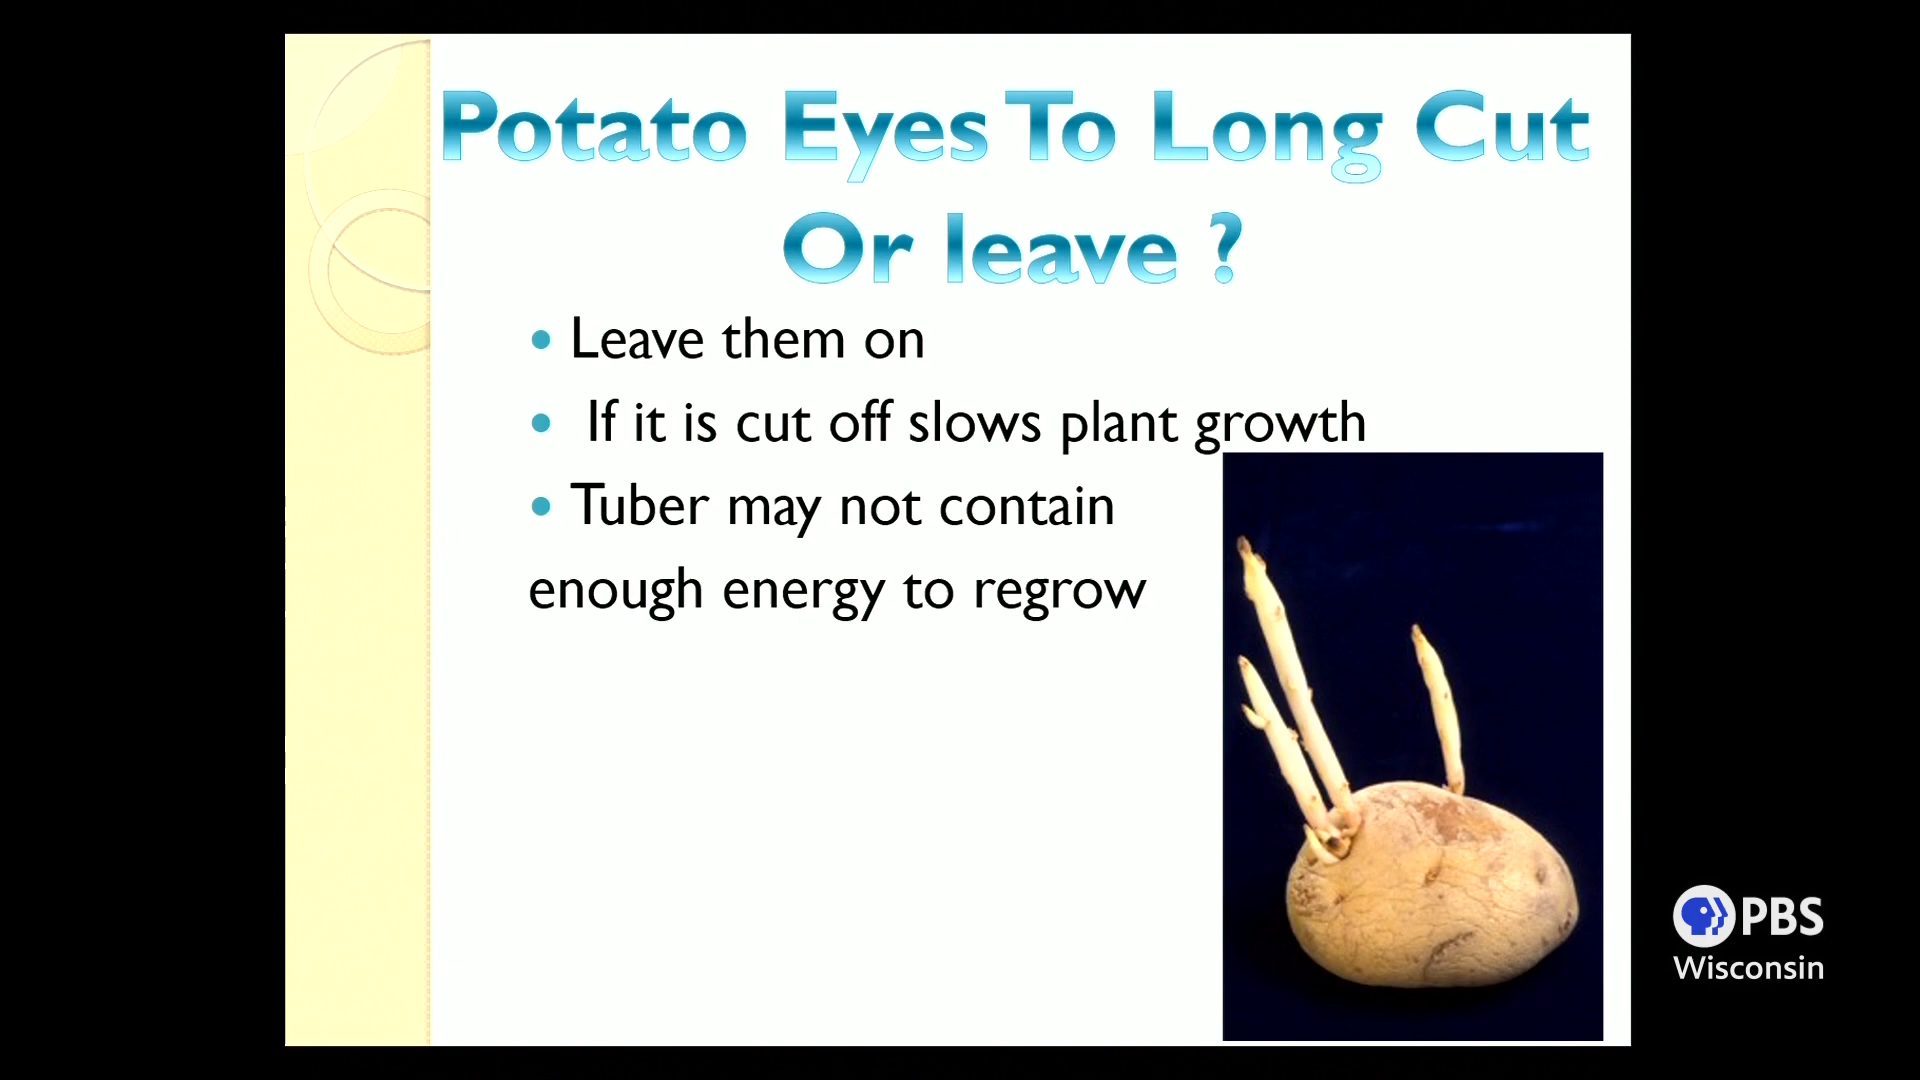 Potato Eyes To Long Cut
Or leave ?
• Leave them on
• If it is cut off slows plant growth
• Tuber may not contain
enough energy to regrow
PBS
Wisconsin